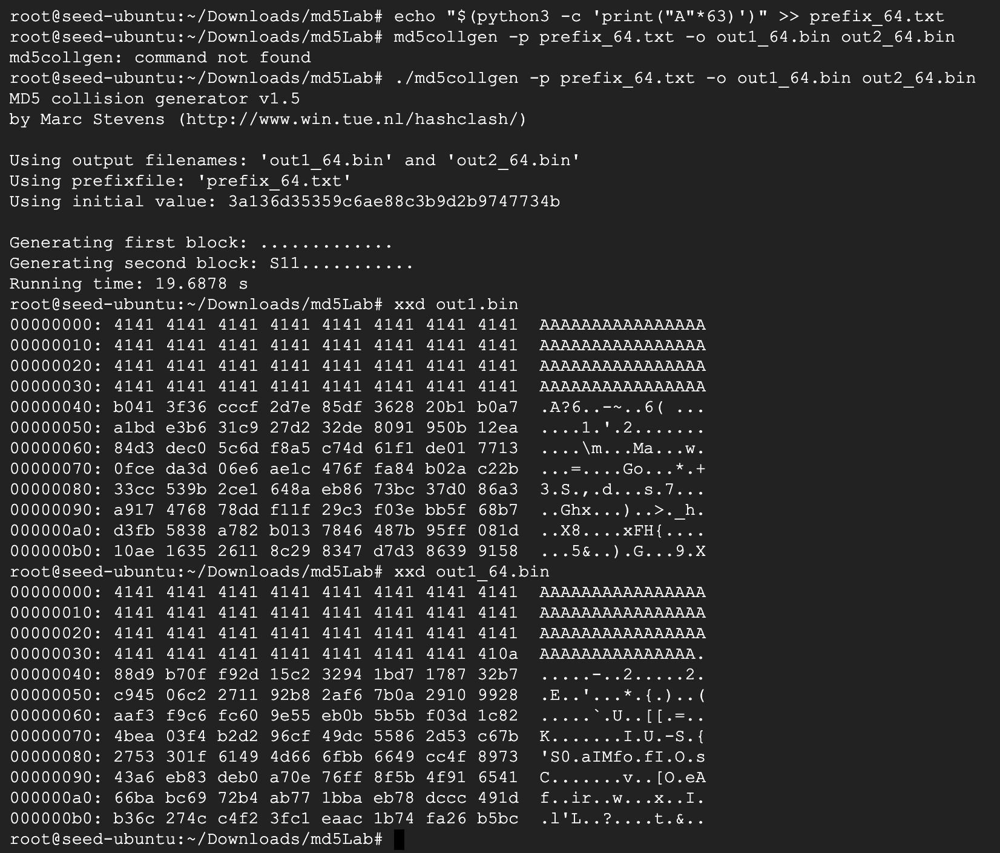 root@seed-ubuntu:~/Downloads/md5Lab# echo "$(python3 -c 'print("A"*63)')" >> prefix_64.txt
root@seed-ubuntu:~/Downloads/md5Lab# md5collgen -p prefix_64.txt -o out1_64.bin out2_64.bin
md5collgen: command not found
root@seed-ubuntu:~/Downloads/md5Lab# ./md5collgen -p prefix_64.txt -o out1_64.bin out2_64.bin
MD5 collision generator v1.5
by Marc Stevens (http://www.win.tue.nl/hashclash/)

Using output filenames: 'out1_64.bin' and 'out2_64.bin'
Using prefixfile: 'prefix_64.txt'
Using initial value: 3a136d35359c6ae88c3b9d2b9747734b

Generating first block: .............
Generating second block: S11...........
Running time: 19.6878 s
root@seed-ubuntu:~/Downloads/md5Lab# xxd out1.bin
00000000: 4141 4141 4141 4141 4141 4141 4141 4141  AAAAAAAAAAAAAAAA
00000010: 4141 4141 4141 4141 4141 4141 4141 4141  AAAAAAAAAAAAAAAA
00000020: 4141 4141 4141 4141 4141 4141 4141 4141  AAAAAAAAAAAAAAAA
00000030: 4141 4141 4141 4141 4141 4141 4141 4141  AAAAAAAAAAAAAAAA
00000040: b041 3f36 cccf 2d7e 85df 3628 20b1 b0a7  .A?6..-~..6( ...
00000050: a1bd e3b6 31c9 27d2 32de 8091 950b 12ea  ....1.'.2.......
00000060: 84d3 dec0 5c6d f8a5 c74d 61f1 de01 7713  ....\m...Ma...w.
00000070: 0fce da3d 06e6 ae1c 476f fa84 b02a c22b  ...=....Go...*.+
00000080: 33cc 539b 2ce1 648a eb86 73bc 37d0 86a3  3.S.,.d...s.7...
00000090: a917 4768 78dd f11f 29c3 f03e bb5f 68b7  ..Ghx...)..>._h.
000000a0: d3fb 5838 a782 b013 7846 487b 95ff 081d  ..X8....xFH{....
000000b0: 10ae 1635 2611 8c29 8347 d7d3 8639 9158  ...5&..).G...9.X
root@seed-ubuntu:~/Downloads/md5Lab# xxd out1_64.bin
00000000: 4141 4141 4141 4141 4141 4141 4141 4141  AAAAAAAAAAAAAAAA
00000010: 4141 4141 4141 4141 4141 4141 4141 4141  AAAAAAAAAAAAAAAA
00000020: 4141 4141 4141 4141 4141 4141 4141 4141  AAAAAAAAAAAAAAAA
00000030: 4141 4141 4141 4141 4141 4141 4141 410a  AAAAAAAAAAAAAAA.
00000040: 88d9 b70f f92d 15c2 3294 1bd7 1787 32b7  .....-..2.....2.
00000050: c945 06c2 2711 92b8 2af6 7b0a 2910 9928  .E..'...*.{.)..(
00000060: aaf3 f9c6 fc60 9e55 eb0b 5b5b f03d 1c82  .....`.U..[[.=..
00000070: 4bea 03f4 b2d2 96cf 49dc 5586 2d53 c67b  K.......I.U.-S.{
00000080: 2753 301f 6149 4d66 6fbb 6649 cc4f 8973  'S0.aIMfo.fI.O.s
00000090: 43a6 eb83 deb0 a70e 76ff 8f5b 4f91 6541  C.......v..[O.eA
000000a0: 66ba bc69 72b4 ab77 1bba eb78 dccc 491d  f..ir..w...x..I.
000000b0: b36c 274c c4f2 3fc1 eaac 1b74 fa26 b5bc  .l'L..?....t.&..
root@seed-ubuntu:~/Downloads/md5Lab#